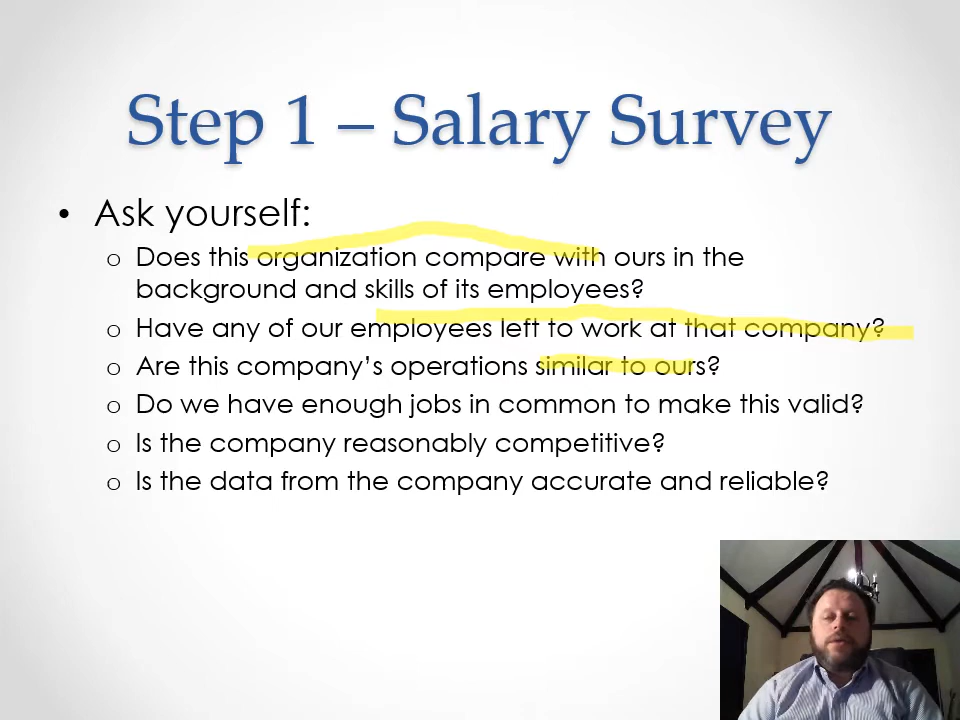 Step 1 – Salary Survey
• Ask yourself:
o Does this organization compare with ours in the
background and skills of its employees?
o Have any of our employees left to work at that company?
o Are this company’s operations similar to ours?
o Do we have enough jobs in common to make this valid?
o Is the company reasonably competitive?
o Is the data from the company accurate and reliable?